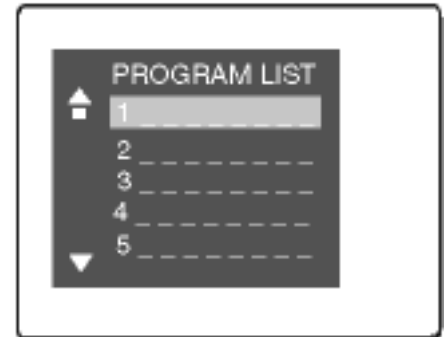 PROGRAM LIST
1 _ _ _ _ _ _ _ _
2 _ _ _ _ _ _ _ _
3 _ _ _ _ _ _ _ _
4 _ _ _ _ _ _ _ _
5 _ _ _ _ _ _ _ _